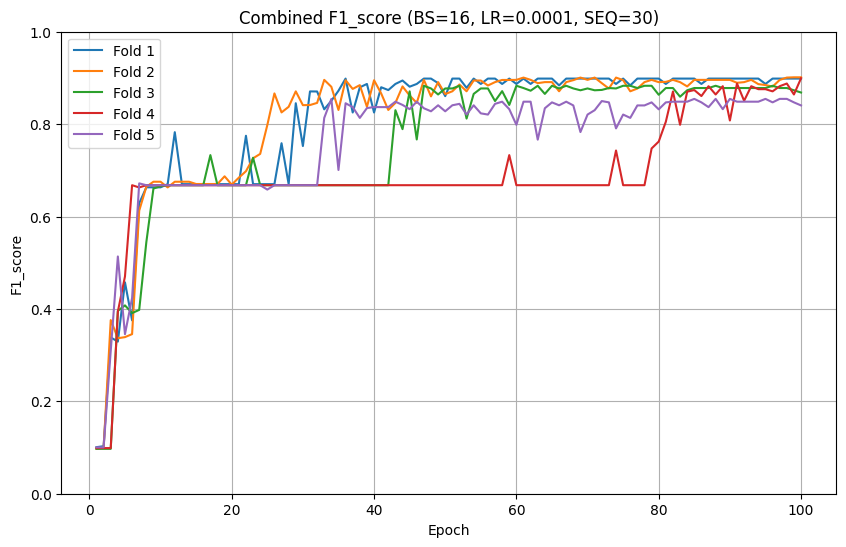 Combined F1_score (BS=16, LR=0.0001, SEQ=30)
Fold 1
Fold 2
Fold 3
Fold 4
Fold 5
F1_score
1.0
0.8
0.6
0.4
0.2
0.0
0
20
40
60
80
100
Epoch